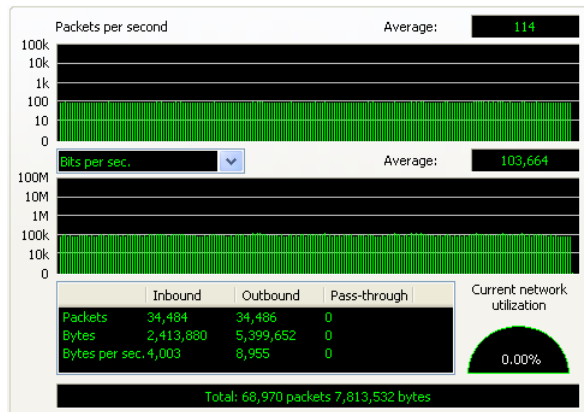 Packets per second Average: 114
100k
10k
1k
100
10
0
Bits per sec. Average: 103,664
100M
10M
1M
100k
10k
0
Inbound Outbound Pass-through Current network
utilization
Packets 34,484 34,486 0
Bytes 2,413,880 5,399,652 0
Bytes per sec. 4,003 8,955 0
0.00%
Total: 68,970 packets 7,813,532 bytes